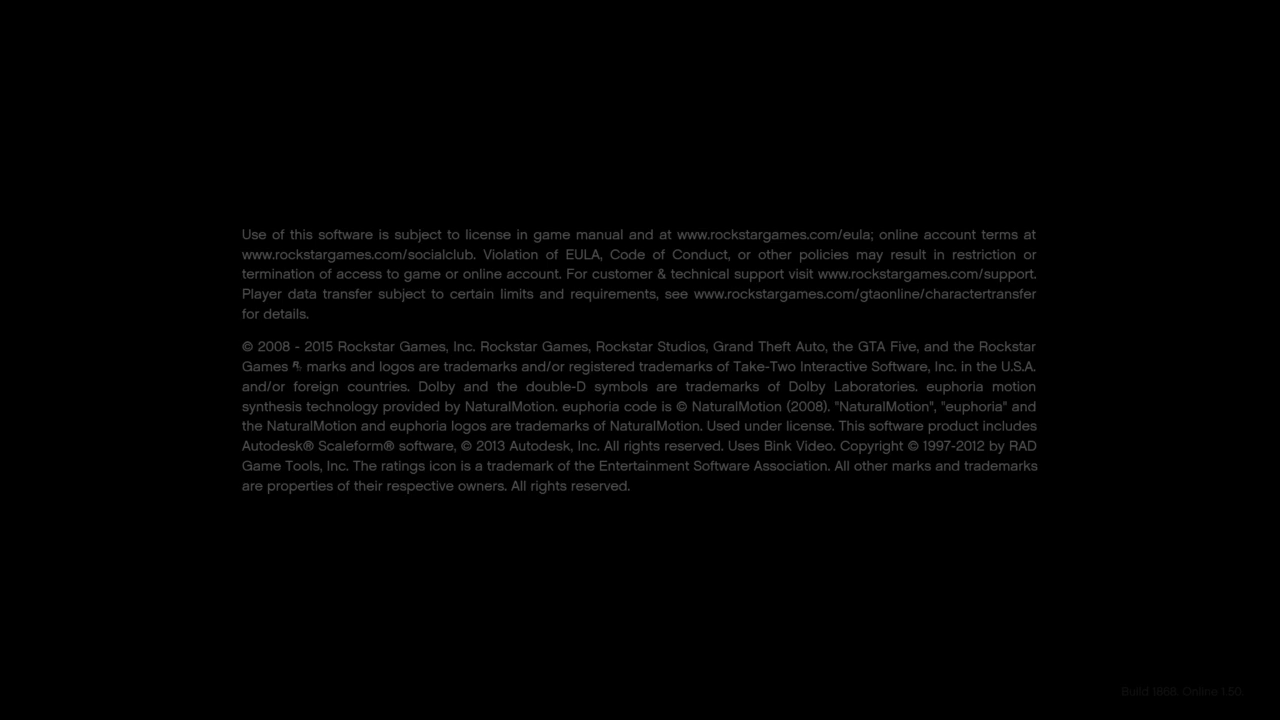 Use of this software is subject to license in game manual and at www.rockstargames.com/eula; online account terms at
www.rockstargames.com/socialclub. Violation of EULA, Code of Conduct, or other policies may result in restriction or
termination of access to game or online account. For customer & technical support visit www.rockstargames.com/support.
Player data transfer subject to certain limits and requirements, see www.rockstargames.com/gtaonline/charactertransfer
for details.
© 2008 - 2015 Rockstar Games, Inc. Rockstar Games, Rockstar Studios, Grand Theft Auto, the GTA Five, and the Rockstar
Games R* marks and logos are trademarks and/or registered trademarks of Take-Two Interactive Software, Inc. in the U.S.A.
and/or foreign countries. Dolby and the double-D symbols are trademarks of Dolby Laboratories. euphoria motion
synthesis technology provided by NaturalMotion. euphoria code is © NaturalMotion (2008). "NaturalMotion", "euphoria" and
the NaturalMotion and euphoria logos are trademarks of NaturalMotion. Used under license. This software product includes
Autodesk® Scaleform® software, © 2013 Autodesk, Inc. All rights reserved. Uses Bink Video. Copyright © 1997-2012 by RAD
Game Tools, Inc. The ratings icon is a trademark of the Entertainment Software Association. All other marks and trademarks
are properties of their respective owners. All rights reserved.
Build 1868, Online 1.50,